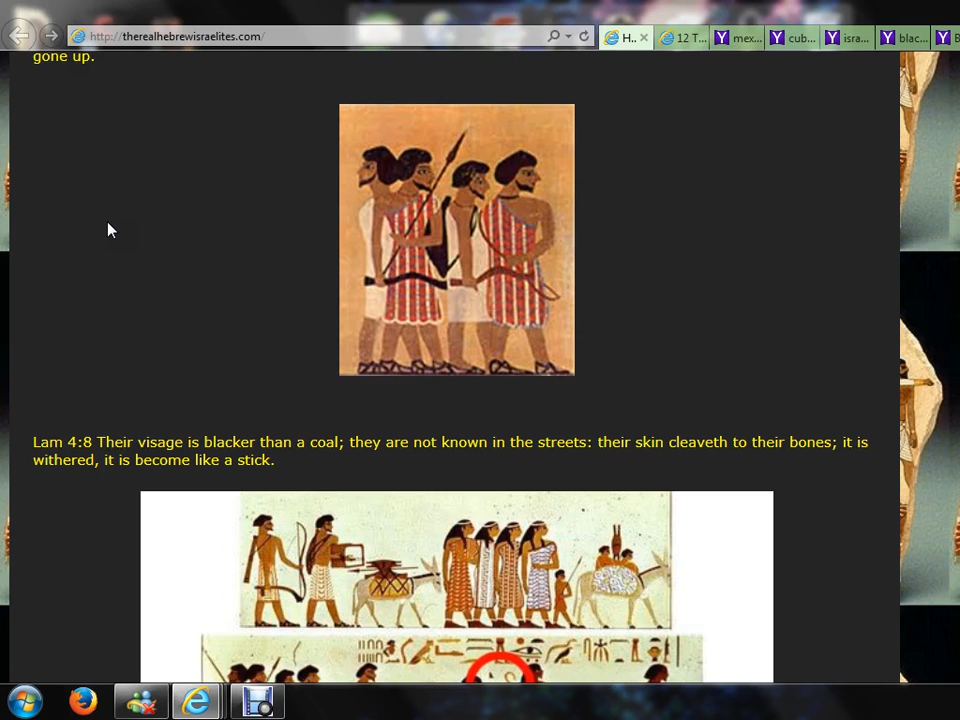 http://therealhebrewisraelites.com/
H..
12 T...
mex...
cub...
isra...
blac...
B
gone up.
Lam 4:8 Their visage is blacker than a coal; they are not known in the streets: their skin cleaveth to their bones; it is
withered, it is become like a stick.